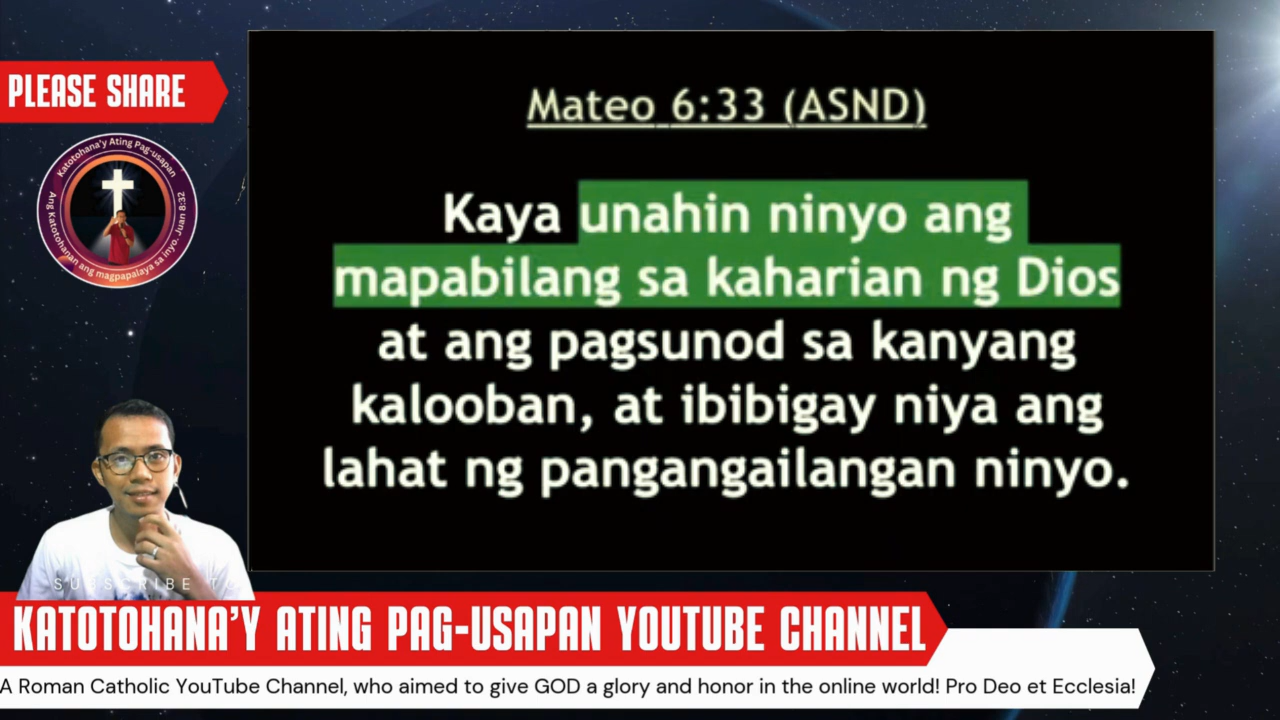 PLEASE SHARE
Katotohana'y Ating Pag-usapan
Ang Katotohanan ang magpapalaya sa inyo. Juan 8:32
Mateo 6:33 (ASND)
Kaya unahin ninyo ang
mapabilang sa kaharian ng Dios
at ang pagsunod sa kanyang
kalooban, at ibibigay niya ang
lahat ng pangangailangan ninyo.
SUBSCRIBE TO
KATOTOHANA'Y ATING PAG-USAPAN YOUTUBE CHANNEL
A Roman Catholic YouTube Channel, who aimed to give GOD a glory and honor in the online world! Pro Deo et Ecclesia!